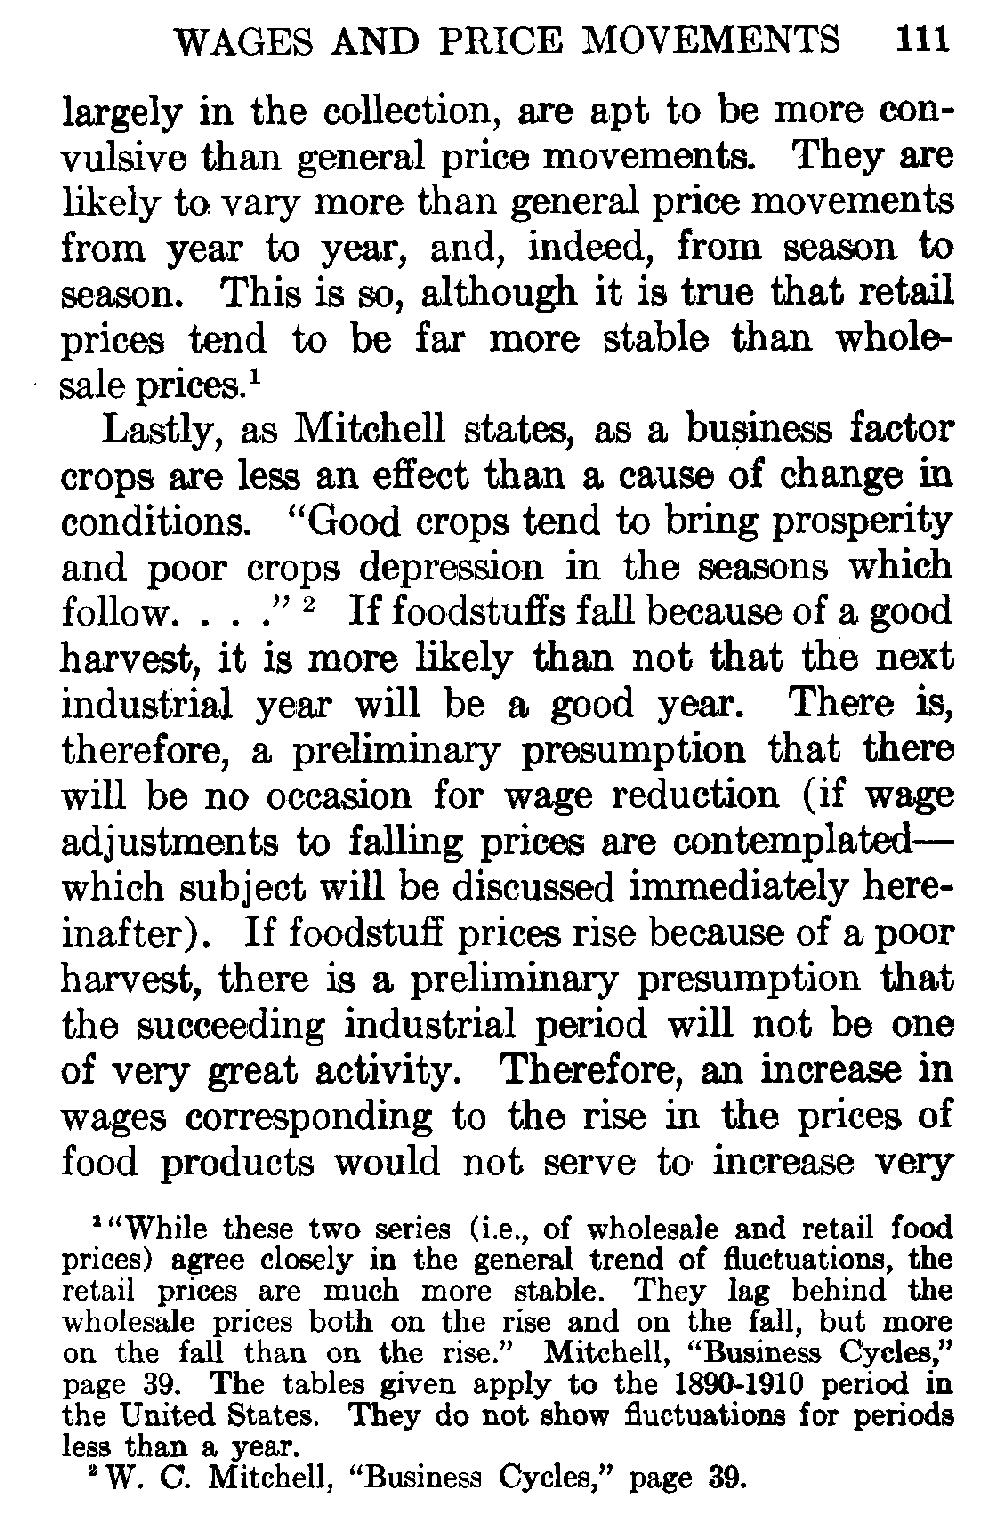 WAGES AND PRICE MOVEMENTS 111
largely in the collection, are apt to be more con-
vulsive than general price movements. They are
likely to vary more than general price movements
from year to year, and, indeed, from season to
season. This is so, although it is true that retail
prices tend to be far more stable than whole-
sale prices.¹
Lastly, as Mitchell states, as a business factor
crops are less an effect than a cause of change in
conditions. “Good crops tend to bring prosperity
and poor crops depression in the seasons which
follow. . . .” ² If foodstuffs fall because of a good
harvest, it is more likely than not that the next
industrial year will be a good year. There is,
therefore, a preliminary presumption that there
will be no occasion for wage reduction (if wage
adjustments to falling prices are contemplated—
which subject will be discussed immediately here-
inafter). If foodstuff prices rise because of a poor
harvest, there is a preliminary presumption that
the succeeding industrial period will not be one
of very great activity. Therefore, an increase in
wages corresponding to the rise in the prices of
food products would not serve to increase very
¹ “While these two series (i.e., of wholesale and retail food
prices) agree closely in the general trend of fluctuations, the
retail prices are much more stable. They lag behind the
wholesale prices both on the rise and on the fall, but more
on the fall than on the rise.” Mitchell, “Business Cycles,”
page 39. The tables given apply to the 1890-1910 period in
the United States. They do not show fluctuations for periods
less than a year.
² W. C. Mitchell, “Business Cycles,” page 39.